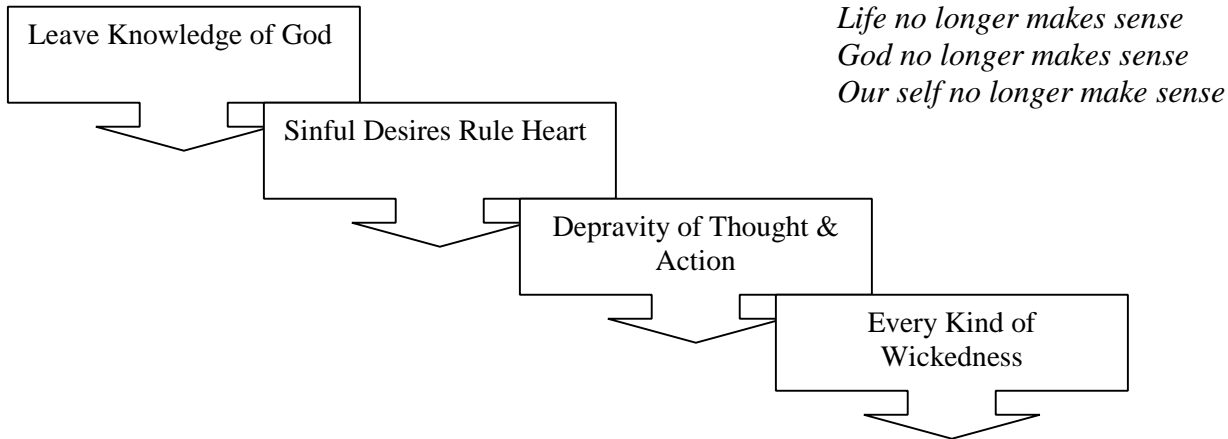 Leave Knowledge of God
Life no longer makes sense
God no longer makes sense
Our self no longer make sense
Sinful Desires Rule Heart
Depravity of Thought &
Action
Every Kind of
Wickedness